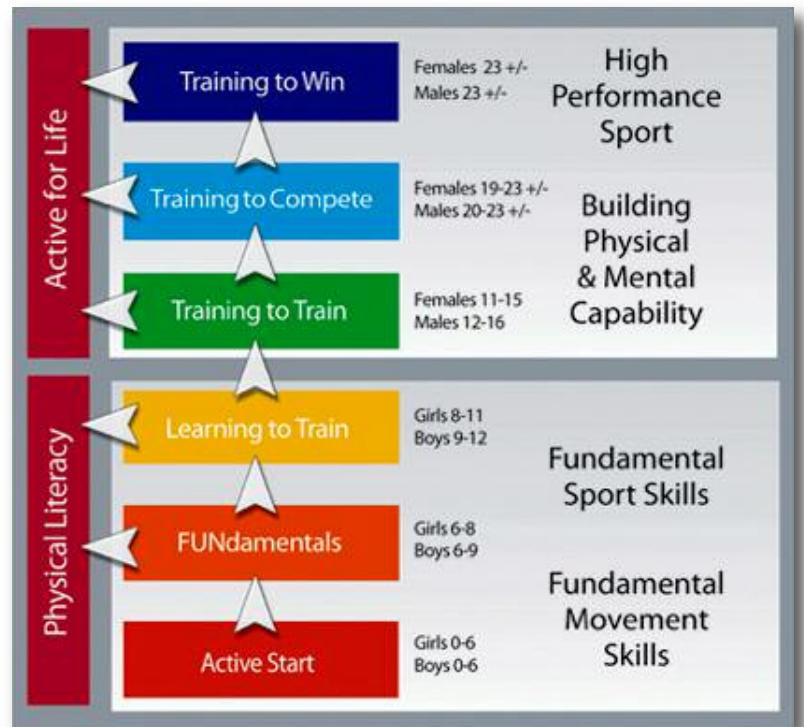 Active for Life
Training to Win
Females 23 +/-
Males 23 +/-
High
Performance
Sport
Training to Compete
Females 19-23 +/-
Males 20-23 +/-
Building
Physical
& Mental
Capability
Training to Train
Females 11-15
Males 12-16
Physical Literacy
Learning to Train
Girls 8-11
Boys 9-12
Fundamental
Sport Skills
FUNdamentals
Girls 6-8
Boys 6-9
Fundamental
Movement
Skills
Active Start
Girls 0-6
Boys 0-6